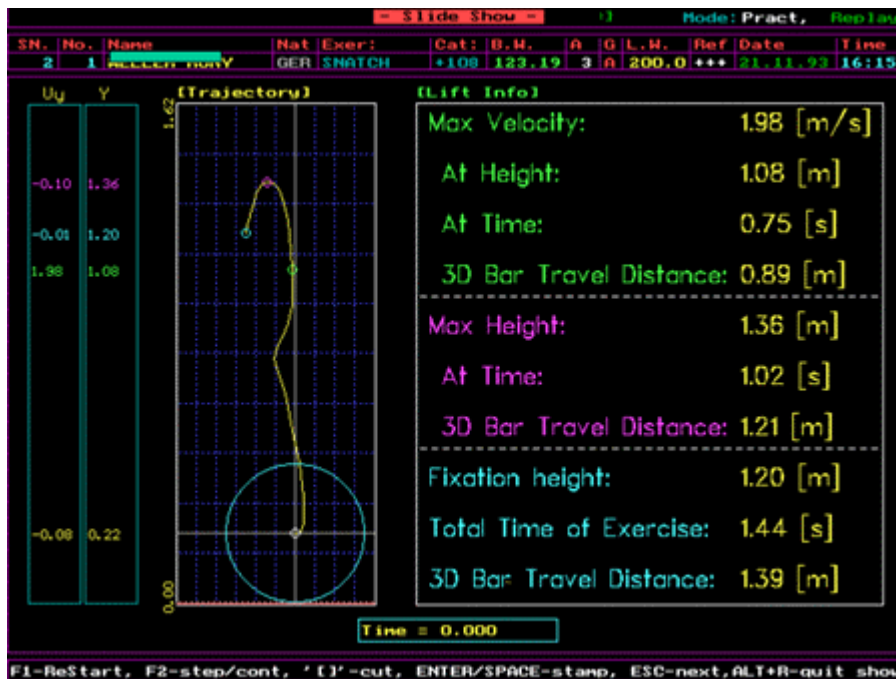 - Slide Show - Mode: Pract, Replay
SN. No. Name Nat Exer: Cat: B.W. A G L.W. Ref Date Time
2 1 GER SNATCH +108 123.19 3 A 200.0 +++ 21.11.93 16:15
Uy Y [Trajectory] [Lift Info]
1.62
Max Velocity: 1.98 [m/s]
At Height: 1.08 [m]
At Time: 0.75 [s]
3D Bar Travel Distance: 0.89 [m]
Max Height: 1.36 [m]
At Time: 1.02 [s]
3D Bar Travel Distance: 1.21 [m]
Fixation height: 1.20 [m]
Total Time of Exercise: 1.44 [s]
3D Bar Travel Distance: 1.39 [m]
-0.10 1.36
-0.01 1.20
1.98 1.08
-0.08 0.22
0.00
Time = 0.000
F1-ReStart, F2-step/cont, '[]'-cut, ENTER/SPACE-stamp, ESC-next,ALT+R-quit show